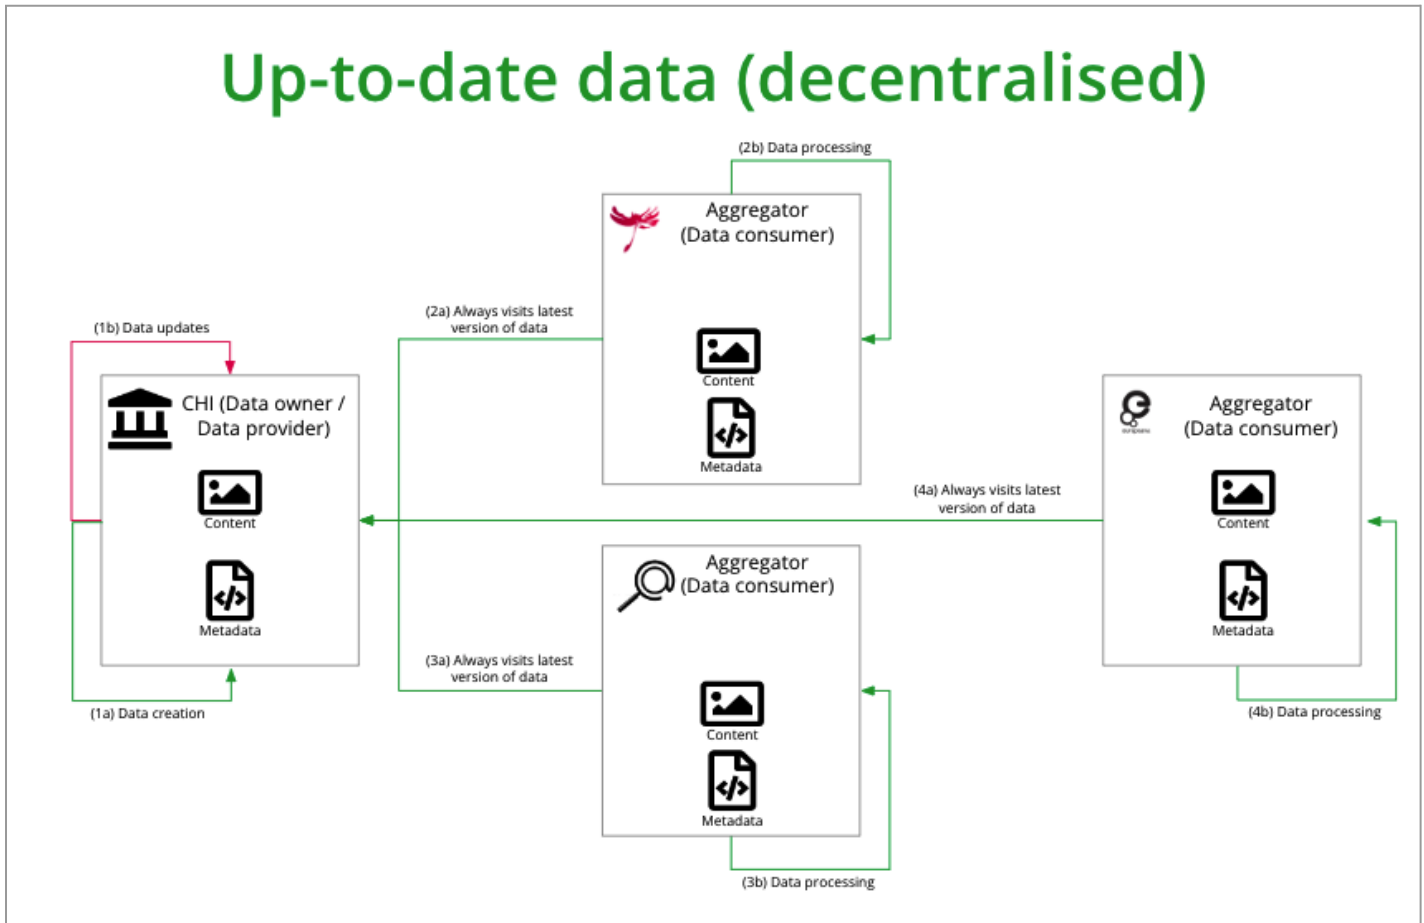 Up-to-date data (decentralised)
(2b) Data processing
Aggregator
(Data consumer)
(2a) Always visits latest
version of data
Content
Metadata
(1b) Data updates
CHI (Data owner /
Data provider)
Content
Metadata
(1a) Data creation
(4a) Always visits latest
version of data
Aggregator
(Data consumer)
Content
Metadata
(4b) Data processing
Aggregator
(Data consumer)
(3a) Always visits latest
version of data
Content
Metadata
(3b) Data processing